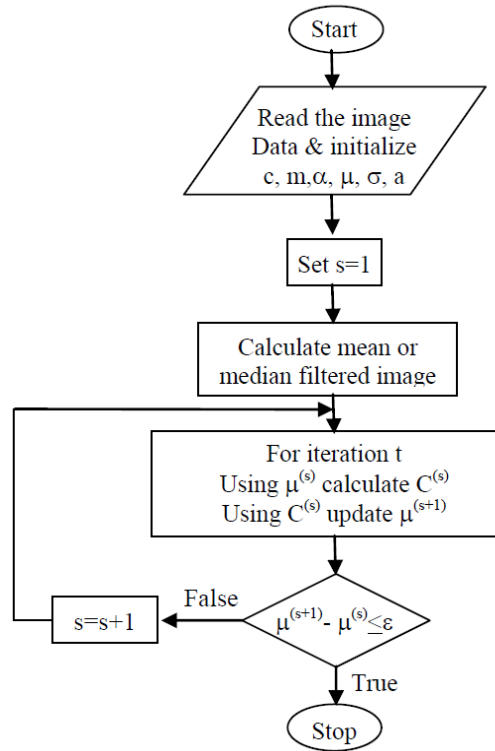 Start
Read the image
Data & initialize
c, m,α, μ, σ, a
Set s=1
Calculate mean or
median filtered image
For iteration t
Using μ⁽ˢ⁾ calculate C⁽ˢ⁾
Using C⁽ˢ⁾ update μ⁽ˢ⁺¹⁾
s=s+1
False
μ⁽ˢ⁺¹⁾- μ⁽ˢ⁾≤ε
True
Stop